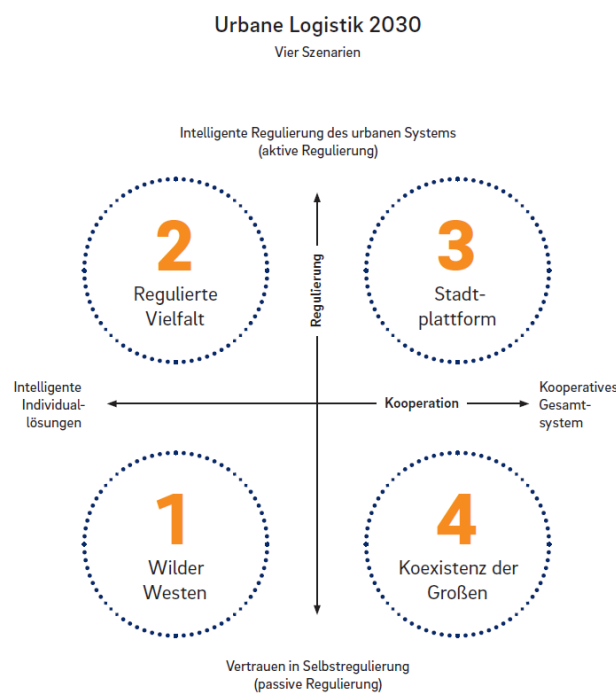 Urbane Logistik 2030
Vier Szenarien
Intelligente Regulierung des urbanen Systems
(aktive Regulierung)
2
Regulierte
Vielfalt
Regulierung
3
Stadt-
plattform
Intelligente
Individual-
lösungen
Kooperation
Kooperatives
Gesamt-
system
1
Wilder
Westen
4
Koexistenz der
Großen
Vertrauen in Selbstregulierung
(passive Regulierung)